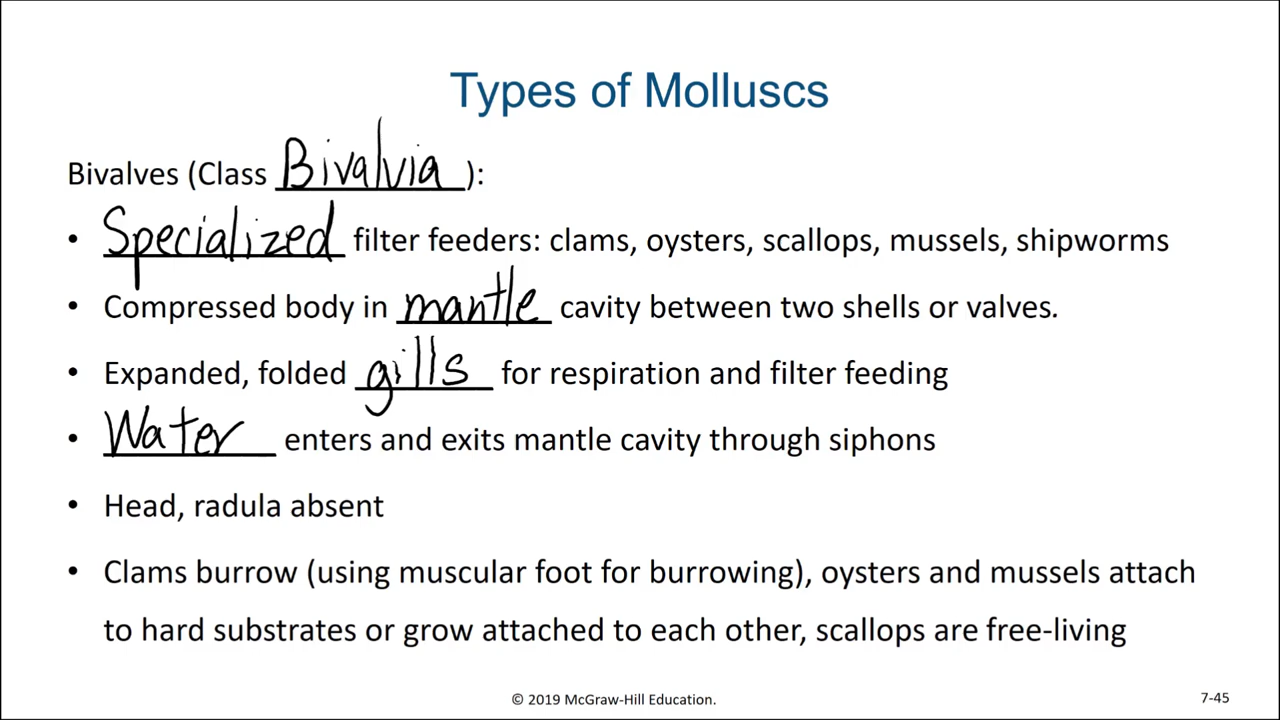 Types of Molluscs
Bivalves (Class Bivalvia):
• Specialized filter feeders: clams, oysters, scallops, mussels, shipworms
• Compressed body in mantle cavity between two shells or valves.
• Expanded, folded gills for respiration and filter feeding
• Water enters and exits mantle cavity through siphons
• Head, radula absent
• Clams burrow (using muscular foot for burrowing), oysters and mussels attach
to hard substrates or grow attached to each other, scallops are free-living
© 2019 McGraw-Hill Education.
7-45